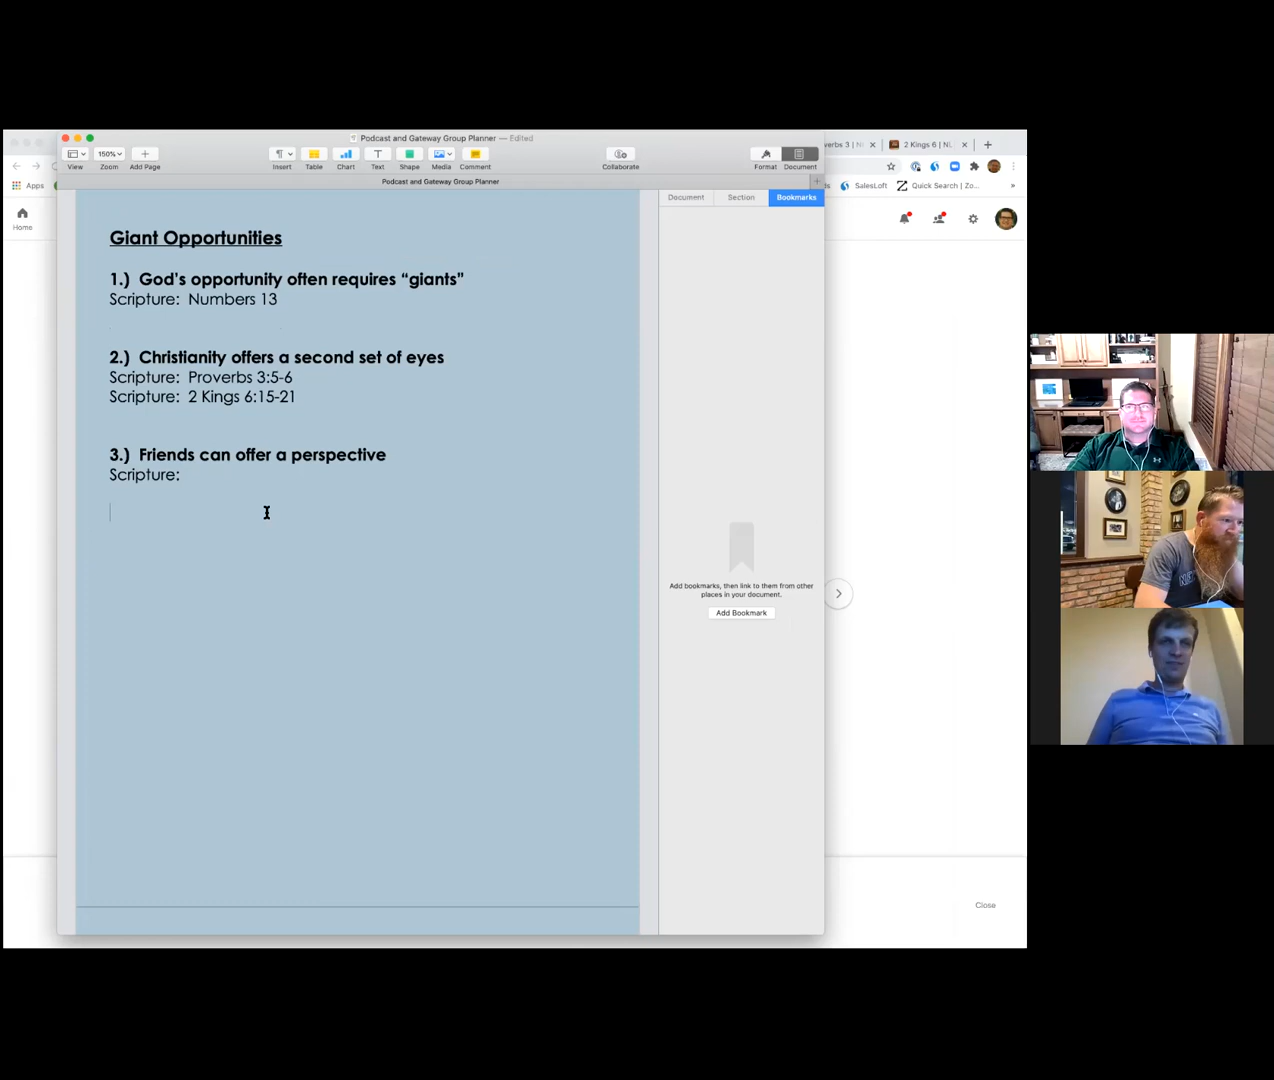 Podcast and Gateway Group Planner — Edited
verbs 3 | N
2 Kings 6 | NL
150%
View
Zoom
Add Page
Insert
Table
Chart
Text
Shape
Media
Comment
Collaborate
Format
Document
Podcast and Gateway Group Planner
Apps
ds
SalesLoft
Quick Search | Zo...
»
Document
Section
Bookmarks
Home
Giant Opportunities
1.) God’s opportunity often requires “giants”
Scripture: Numbers 13
2.) Christianity offers a second set of eyes
Scripture: Proverbs 3:5-6
Scripture: 2 Kings 6:15-21
3.) Friends can offer a perspective
Scripture:
Add bookmarks, then link to them from other
places in your document.
Add Bookmark
Close